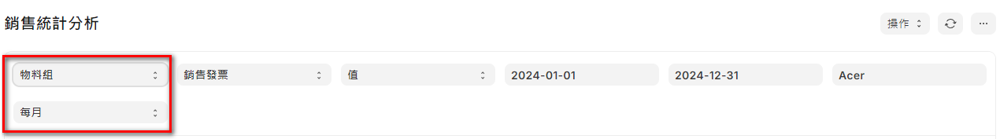 銷售統計分析
操作
物料組
銷售發票
值
2024-01-01
2024-12-31
Acer
每月